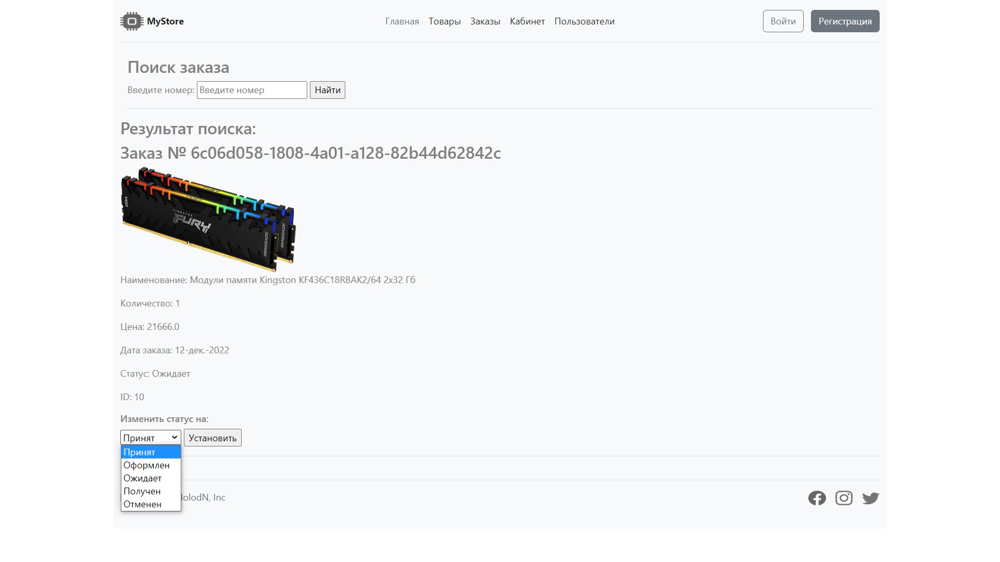 MyStore
Главная Товары Заказы Кабинет Пользователи
Войти Регистрация
Поиск заказа
Введите номер: Введите номер Найти
Результат поиска:
Заказ № 6c06d058-1808-4a01-a128-82b44d62842c
DDR4
KINGSTON
FURY
RENEGADE
RENEGADE
Наименование: Модули памяти Kingston KF436C18RBAK2/64 2x32 Гб
Количество: 1
Цена: 21666.0
Дата заказа: 12-дек.-2022
Статус: Ожидает
ID: 10
Изменить статус на:
Принят Установить
Принят
Оформлен
Ожидает
Получен
Отменен
Inc